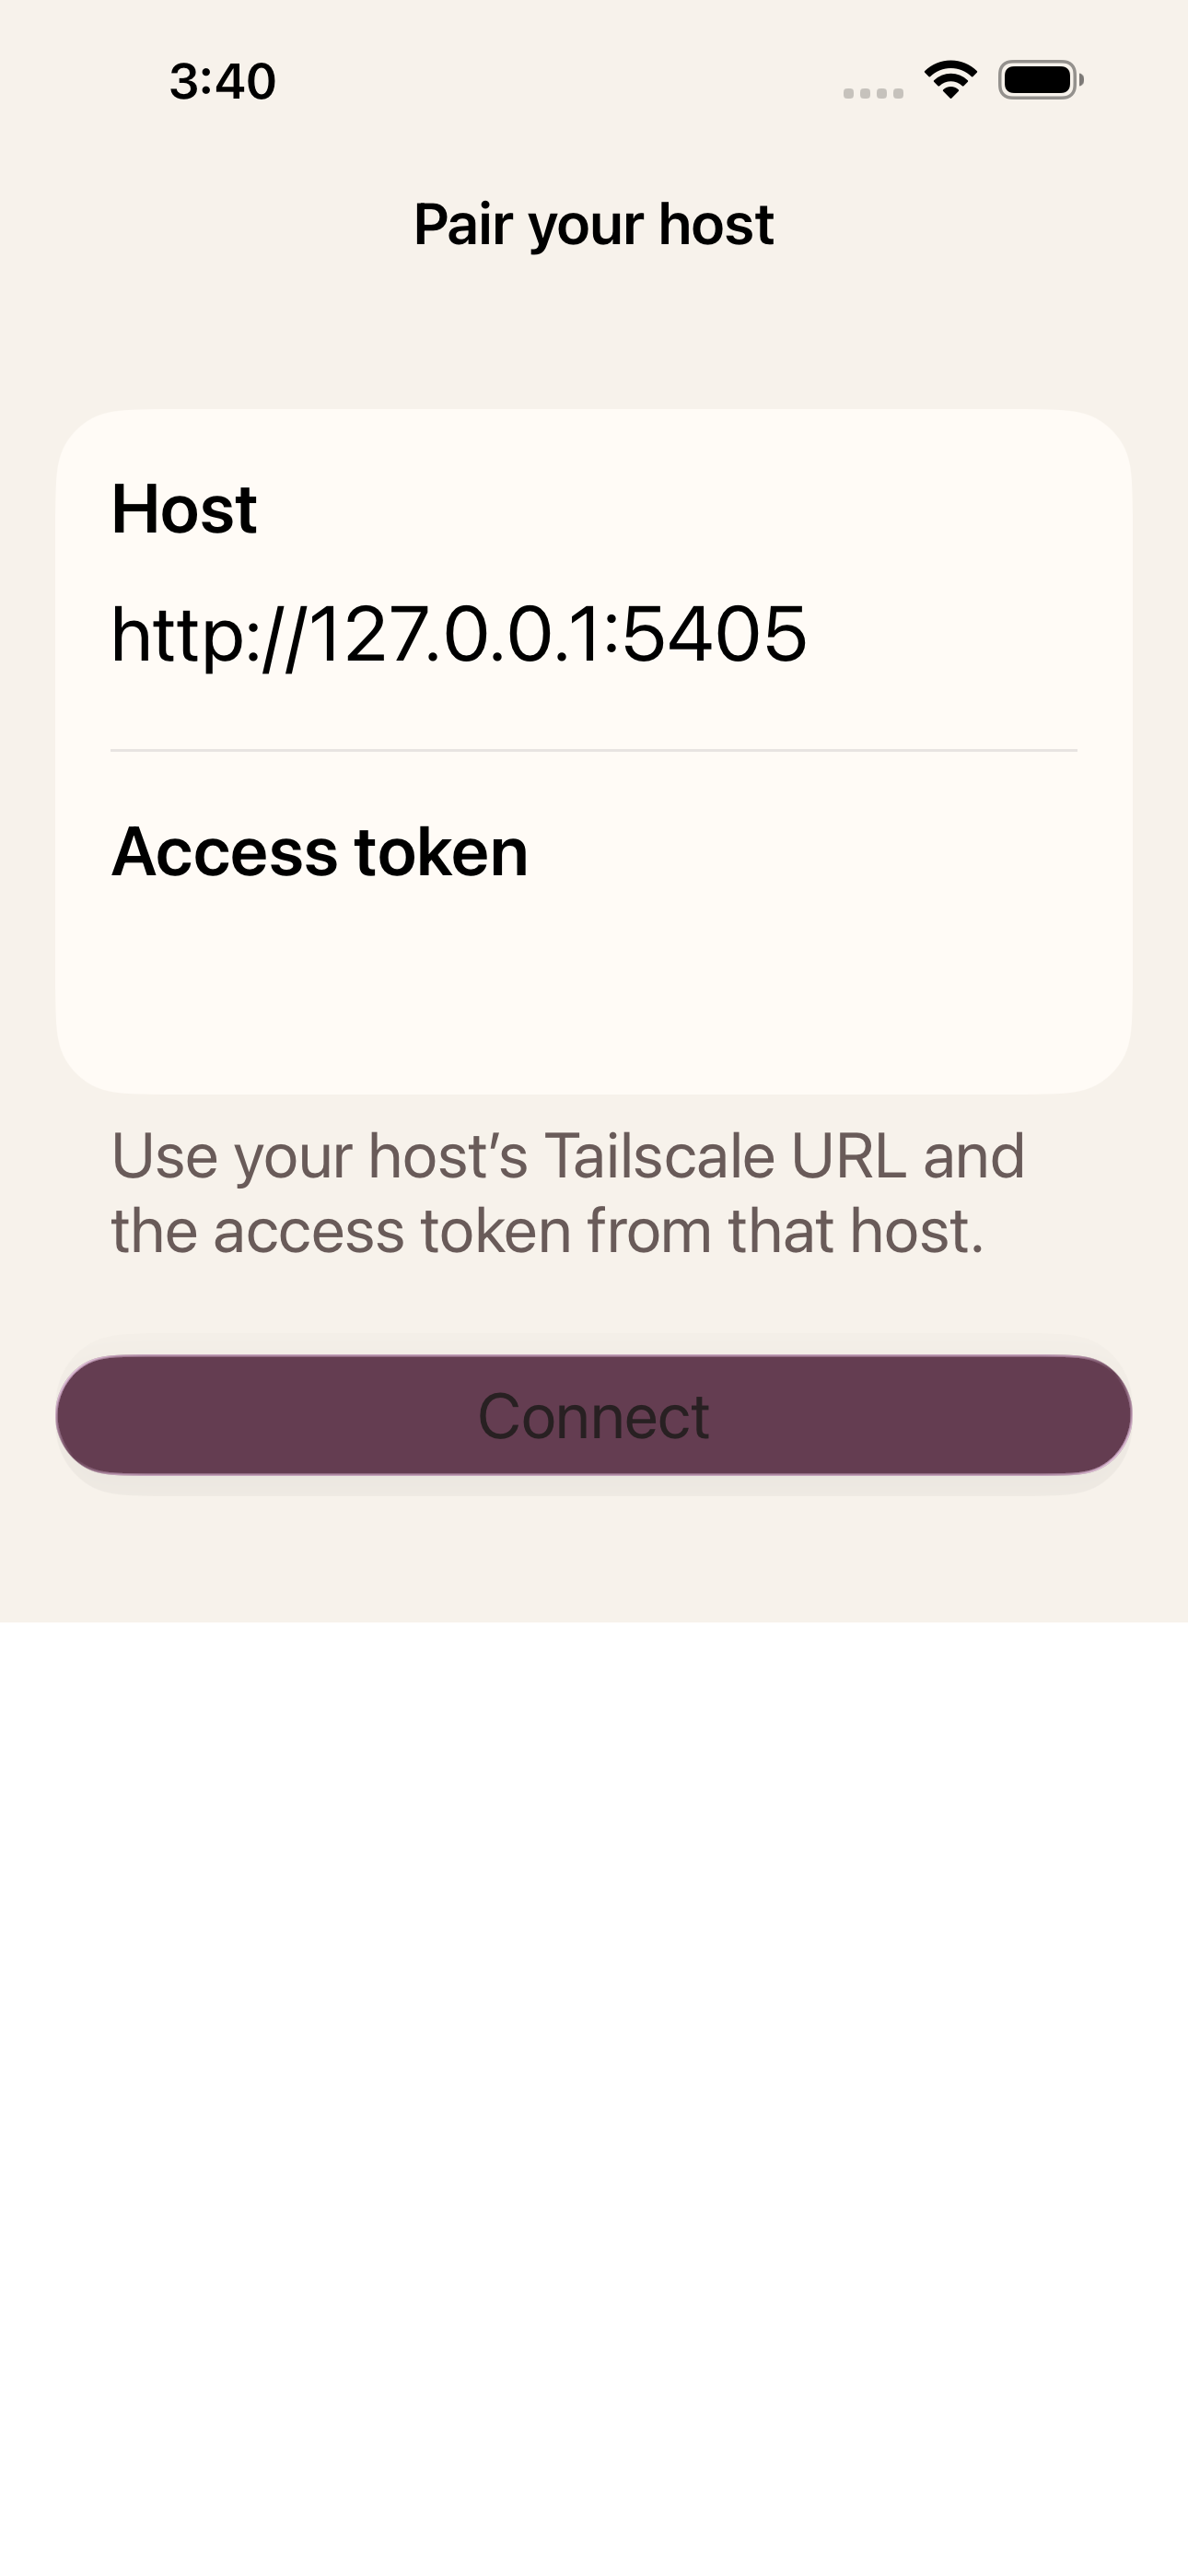 3:40
Pair your host
Host
http://127.0.0.1:5405
Access token
Use your host’s Tailscale URL and
the access token from that host.
Connect